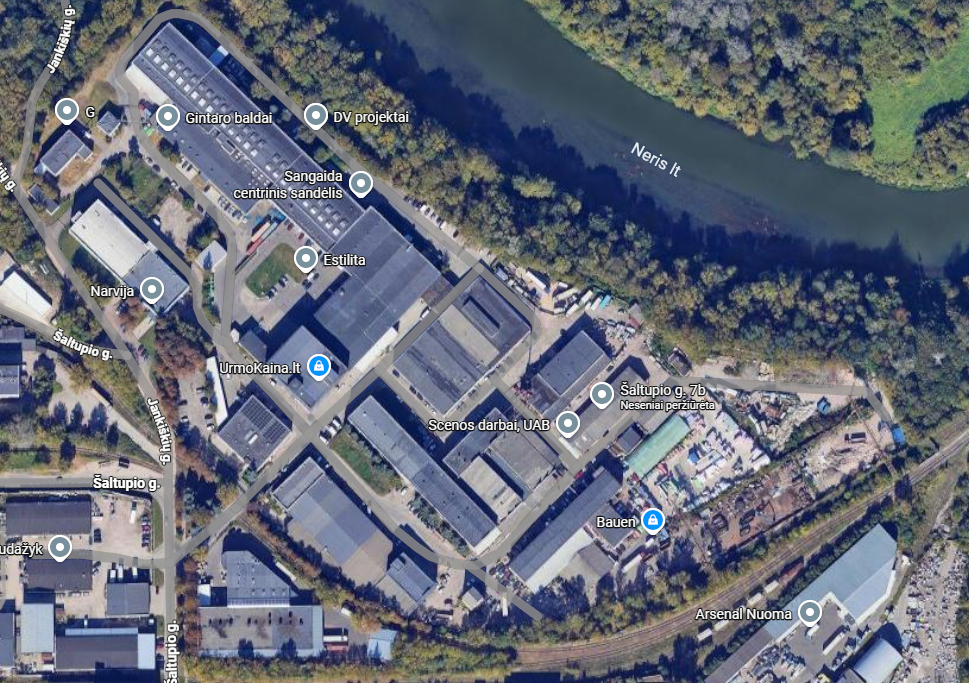 Jankiškių g.
G
Gintaro baldai
DV projektai
Neris lt
Sangaida
centrinis sandėlis
Estilita
Narvija
Šaltupio g.
UrmoKaina.lt
Šaltupio g. 7b
Neseniai peržiūrėta
Jankiškių g.
Scenos darbai, UAB
Šaltupio g.
Bauen
Arsenal Nuoma
Šaltupio g.